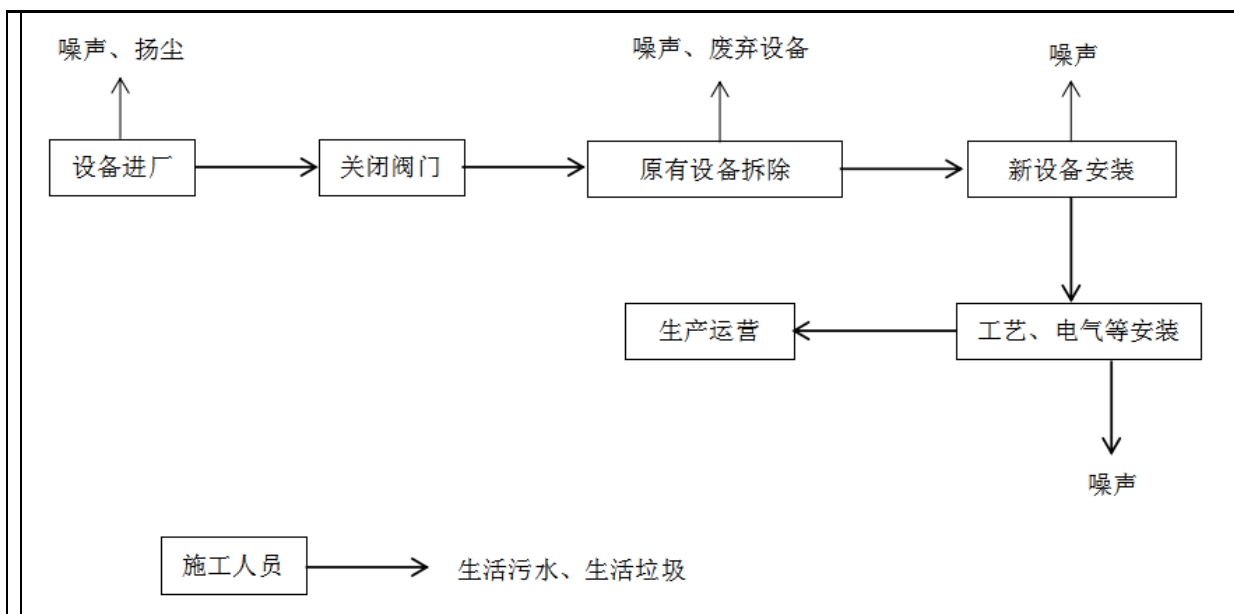 噪声、扬尘
噪声、废弃设备
噪声
设备进厂
关闭阀门
原有设备拆除
新设备安装
生产运营
工艺、电气等安装
噪声
施工人员
生活污水、生活垃圾